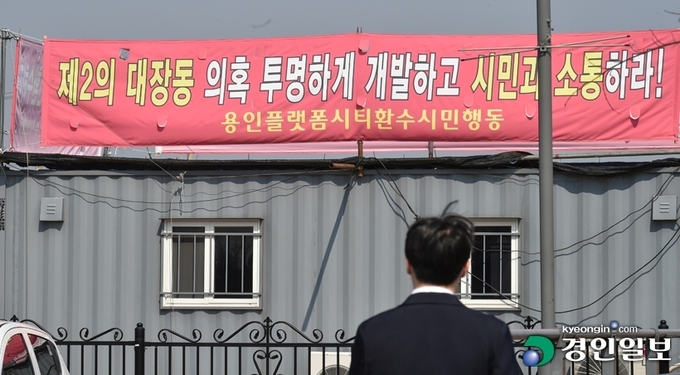 제2의 대장동 의혹 투명하게 개발하고 시민과 소통하라!
용인플랫폼시티환수시민행동
kyeongin.com
경인일보